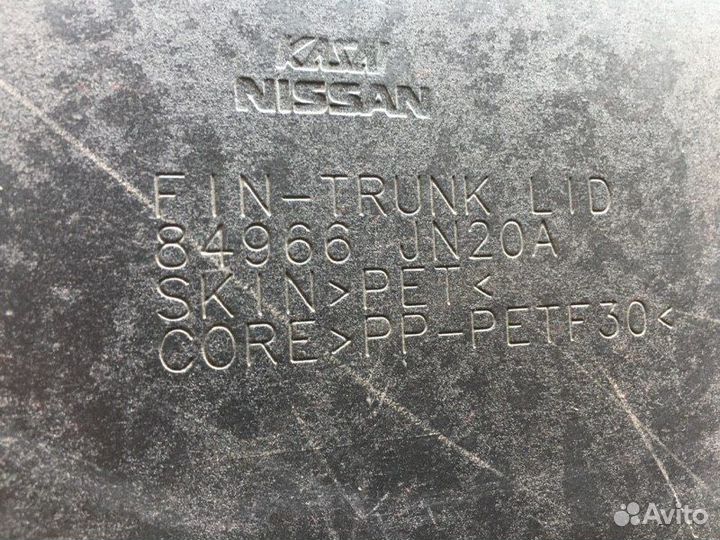 KASAI
NISSAN
FIN-TRUNK LID
84966 JN20A
SKIN>PET<
CORE>PP-PETF30<
Avito